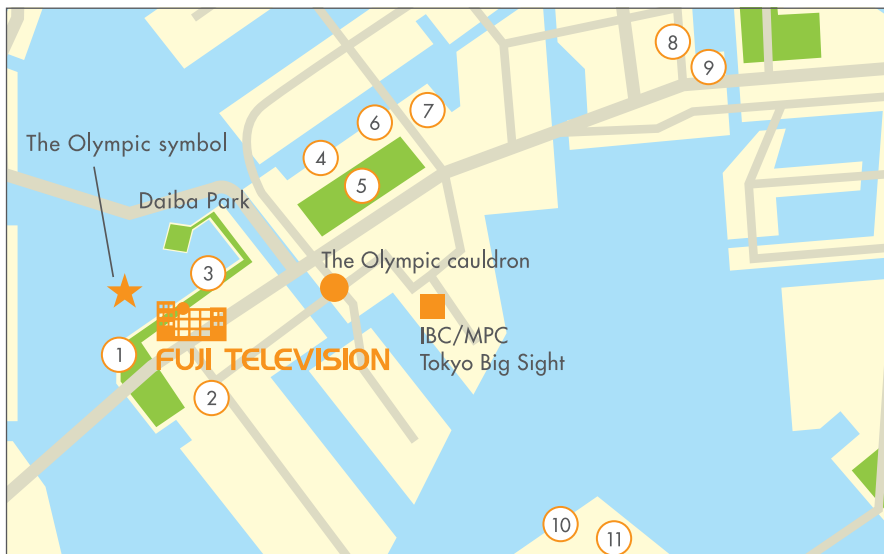 8
9
7
6
The Olympic symbol
4
5
Daiba Park
The Olympic cauldron
3
IBC/MPC
Tokyo Big Sight
FUJI TELEVISION
1
2
10
11